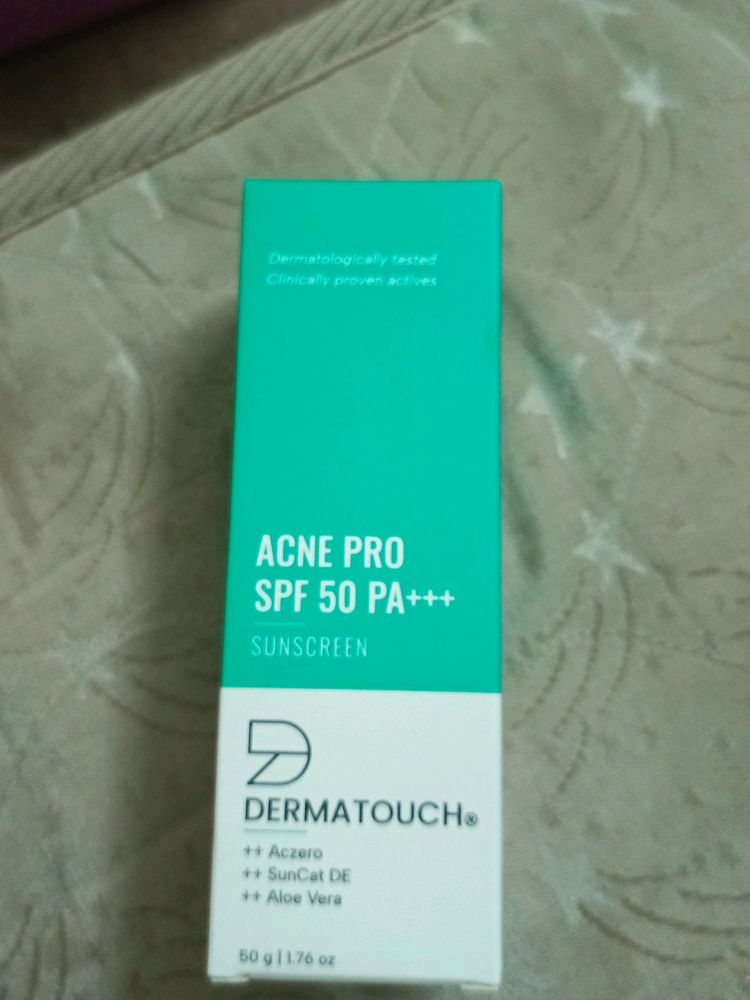 Dermatologically tested
Clinically proven actives
ACNE PRO
SPF 50 PA+++
SUNSCREEN
DERMATOUCH®
++ Aczero
++ SunCat DE
++ Aloe Vera
50 g | 1.76 oz